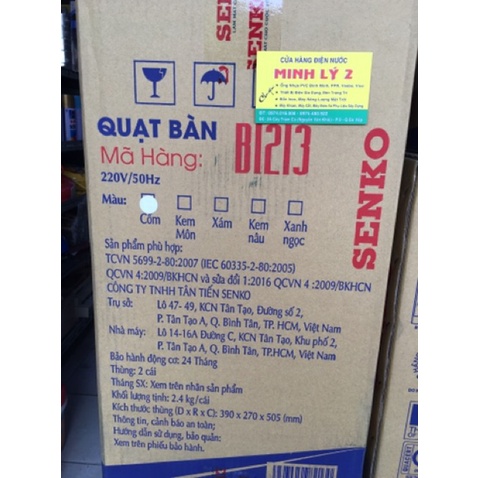 SENKO
CỬA HÀNG ĐIỆN NƯỚC
MINH LÝ 2
QUẠT BÀN
Mã Hàng: B1213
220V/50Hz
Màu:
Cốm Kem Môn Xám Kem nâu Xanh ngọc
SENKO
Sản phẩm phù hợp:
TCVN 5699-2-80:2007 (IEC 60335-2-80:2005)
QCVN 4:2009/BKHCN và sửa đổi 1:2016 QCVN 4 :2009/BKHCN
CÔNG TY TNHH TÂN TIẾN SENKO
Trụ sở: Lô 47- 49, KCN Tân Tạo, Đường số 2,
P. Tân Tạo A, Q. Bình Tân, TP. HCM, Việt Nam
Nhà máy: Lô 14-16A Đường C, KCN Tân Tạo, Khu phố 2,
P. Tân Tạo A, Q. Bình Tân, TP.HCM, Việt Nam
Bảo hành động cơ: 24 Tháng
Thùng: 2 cái
Tháng SX: Xem trên nhãn sản phẩm
Khối lượng tịnh: 2.4 kg/cái
Kích thước thùng (D x R x C): 390 x 270 x 505 (mm)
Thông tin, cảnh báo an toàn;
Hướng dẫn sử dụng, bảo quản:
Xem trên phiếu bảo hành.